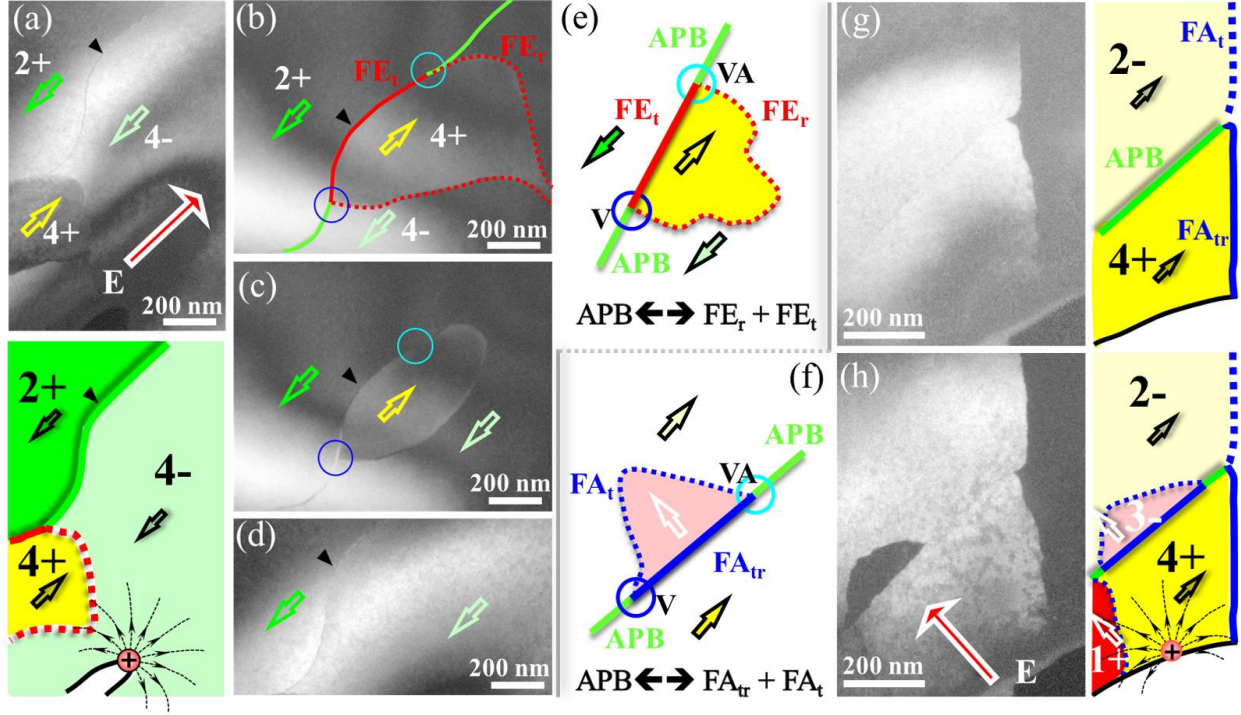 (a)
2+
4-
4+
E
200 nm
2+
4-
4+
+
(b)
2+
FEt
FEr
4+
4-
200 nm
(c)
200 nm
(d)
200 nm
(e)
APB
VA
FEt
FEr
V
APB
APB ↔ FEr + FEt
(f)
APB
VA
FAt
FAtr
V
APB
APB ↔ FAtr + FAt
(g)
200 nm
FAt
2-
APB
FAtr
4+
(h)
E
200 nm
2-
3-
4+
1+
+